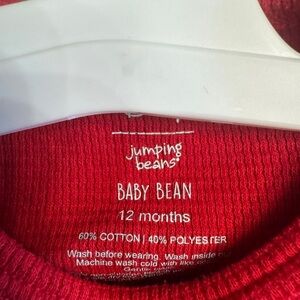 jumping
beans®
BABY BEAN
12 months
60% COTTON | 40% POLYESTER
Wash before wearing. Wash inside
Machine wash cold with like